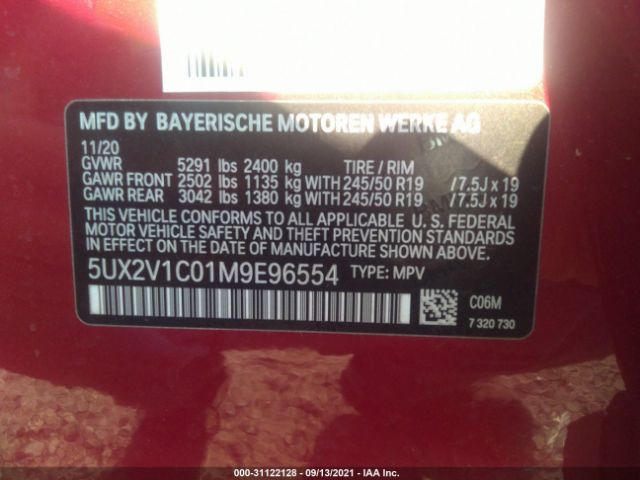 MFD BY BAYERISCHE MOTOREN WERKE AG
11/20
GVWR 5291 lbs 2400 kg TIRE / RIM
GAWR FRONT 2502 lbs 1135 kg WITH 245/50 R19 /7.5J x 19
GAWR REAR 3042 lbs 1380 kg WITH 245/50 R19 /7.5J x 19
THIS VEHICLE CONFORMS TO ALL APPLICABLE U. S. FEDERAL
MOTOR VEHICLE SAFETY AND THEFT PREVENTION STANDARDS
IN EFFECT ON THE DATE OF MANUFACTURE SHOWN ABOVE.
5UX2V1C01M9E96554 TYPE: MPV
C06M
7 320 730
000-31122128 - 09/13/2021 - IAA Inc.